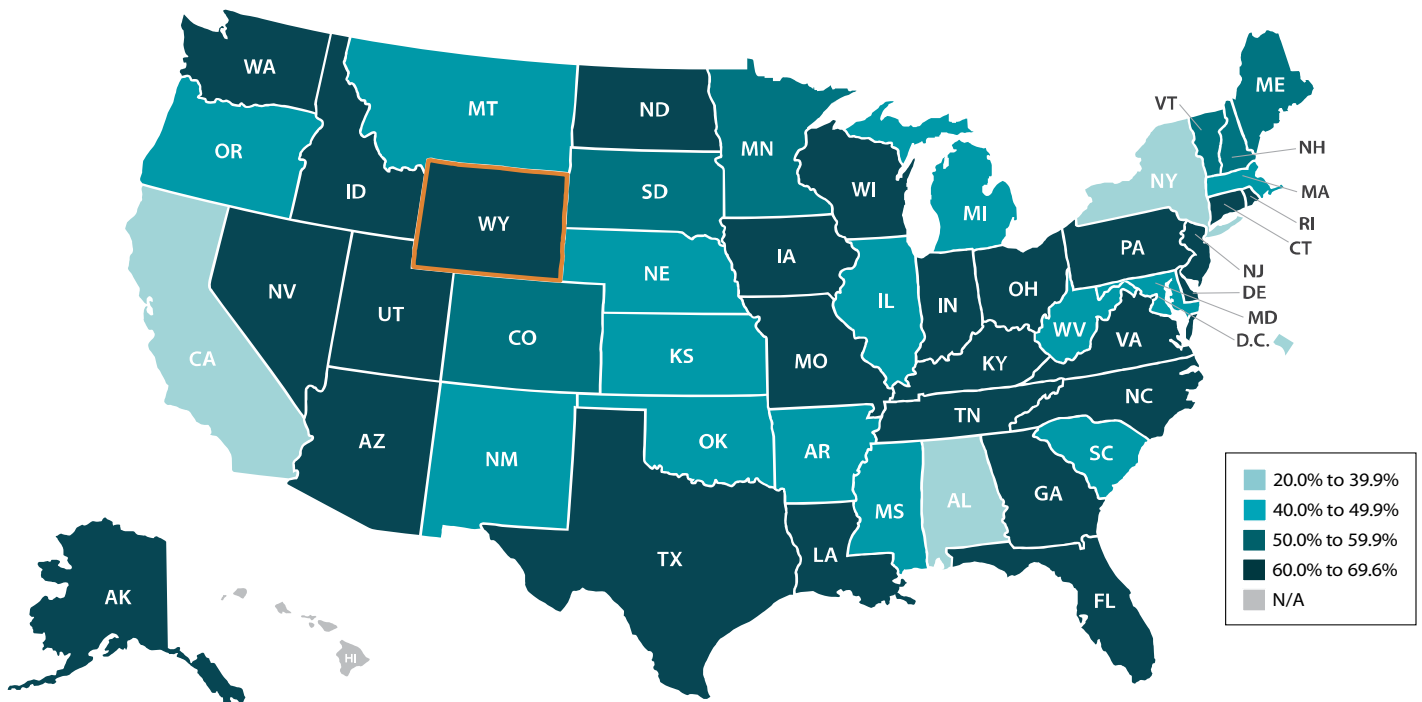 WA
MT
ND
MN
ME
VT
NH
OR
ID
WY
SD
WI
MI
NY
MA
RI
CT
NV
UT
CO
NE
IA
IL
IN
OH
PA
NJ
DE
MD
D.C.
CA
KS
MO
KY
WV
VA
AZ
NM
OK
AR
TN
NC
SC
TX
LA
MS
AL
GA
FL
AK
HI
20.0% to 39.9%
40.0% to 49.9%
50.0% to 59.9%
60.0% to 69.6%
N/A